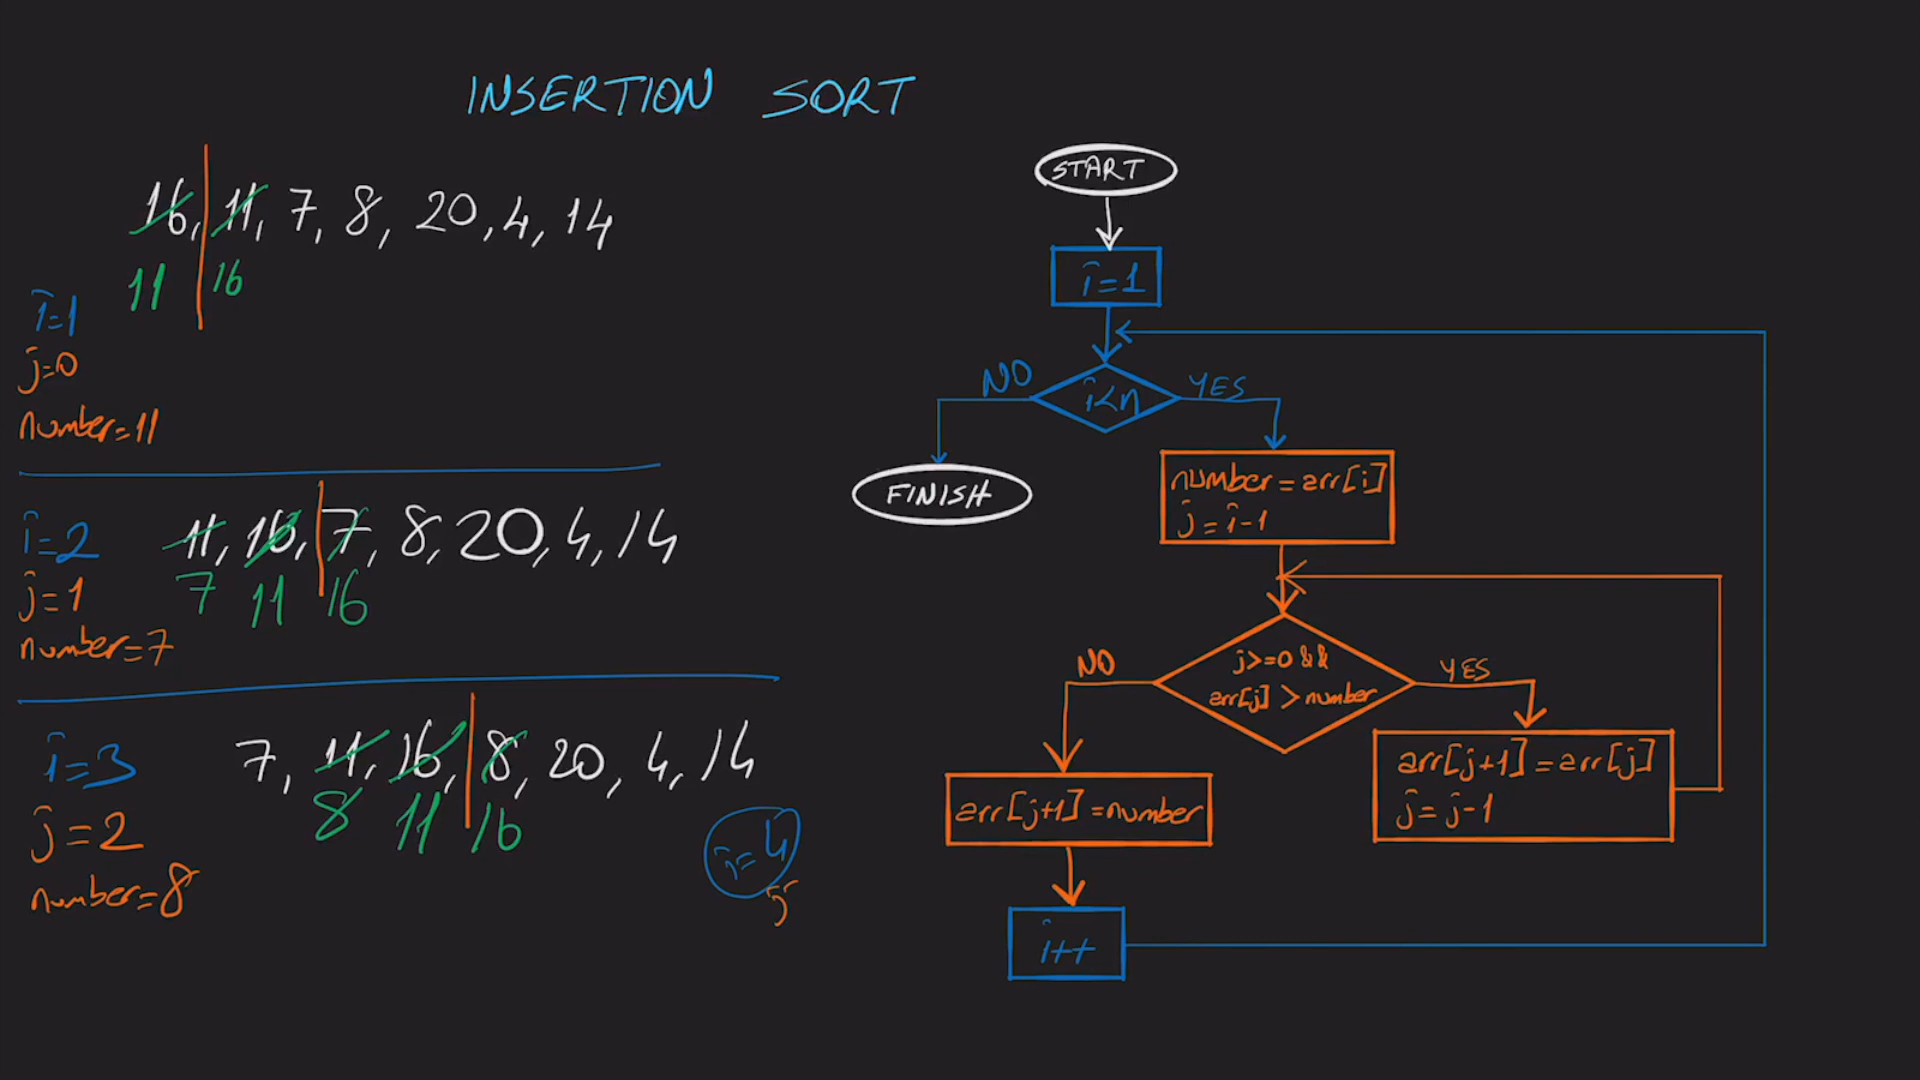 INSERTION SORT
16, 11, 7, 8, 20, 4, 14
11 16
i=1
j=0
number=11
i=2
11, 16, 7, 8, 20, 4, 14
7 11 16
j=1
number=7
i=3
7, 11, 16, 8, 20, 4, 14
8 11 16
j=2
number=8
i=4
START
i=1
i<n
NO
YES
FINISH
number=arr[i]
j=i-1
j>=0 &&
arr[j] > number
NO
YES
arr[j+1]=arr[j]
j=j-1
arr[j+1]=number
i++